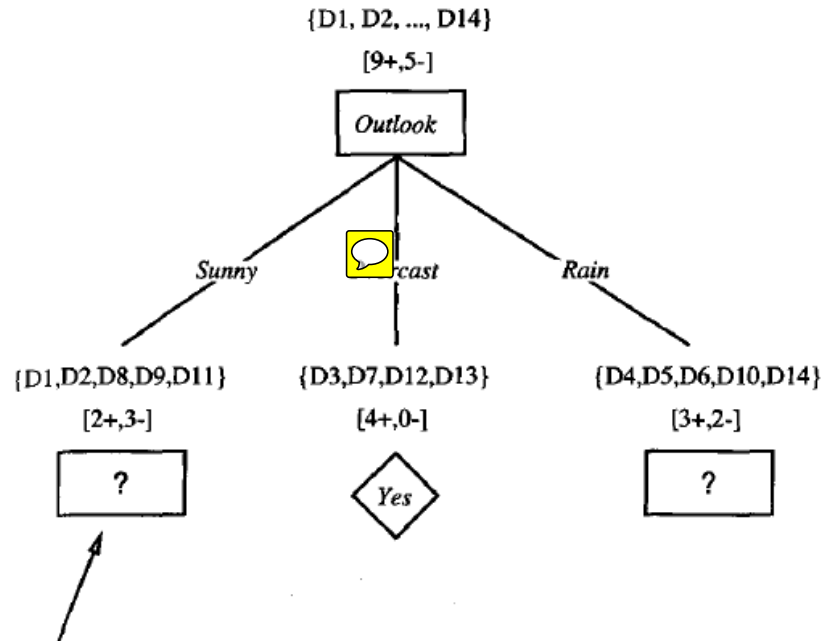 {D1, D2, ..., D14}
[9+,5-]
Outlook
Sunny
rcast
Rain
{D1,D2,D8,D9,D11}
{D3,D7,D12,D13}
{D4,D5,D6,D10,D14}
[2+,3-]
[4+,0-]
[3+,2-]
?
Yes
?